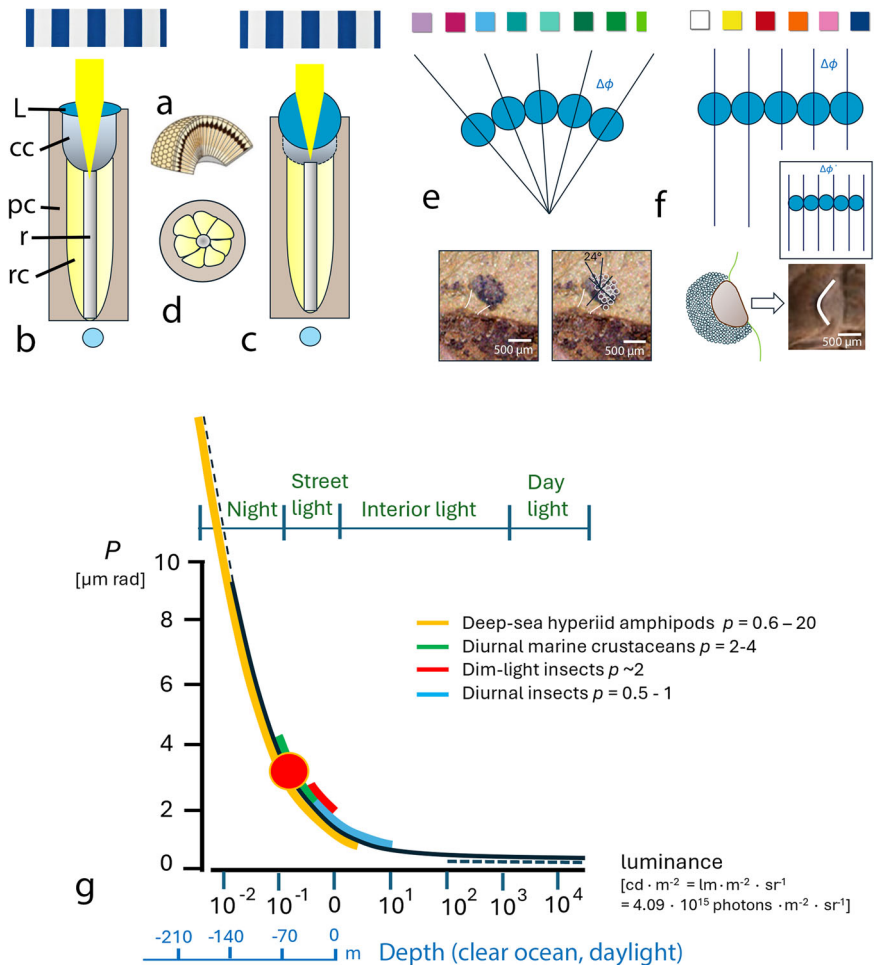 a
L
cc
pc
r
rc
b
d
c
Δϕ
e
Δϕ
f
Δϕ
24°
500 µm
500 µm
500 µm
Night
Street
light
Interior light
Day
light
P
[µm rad]
10
8
6
4
2
0
Deep-sea hyperiid amphipods p = 0.6 – 20
Diurnal marine crustaceans p = 2-4
Dim-light insects p ~2
Diurnal insects p = 0.5 - 1
g
10⁻² 10⁻¹ 0 10¹ 10² 10³ 10⁴
luminance
[cd · m⁻² = lm·m⁻² · sr¹
= 4.09 · 10¹⁵ photons ·m⁻² · sr¹]
-210 -140 -70 0 m Depth (clear ocean, daylight)